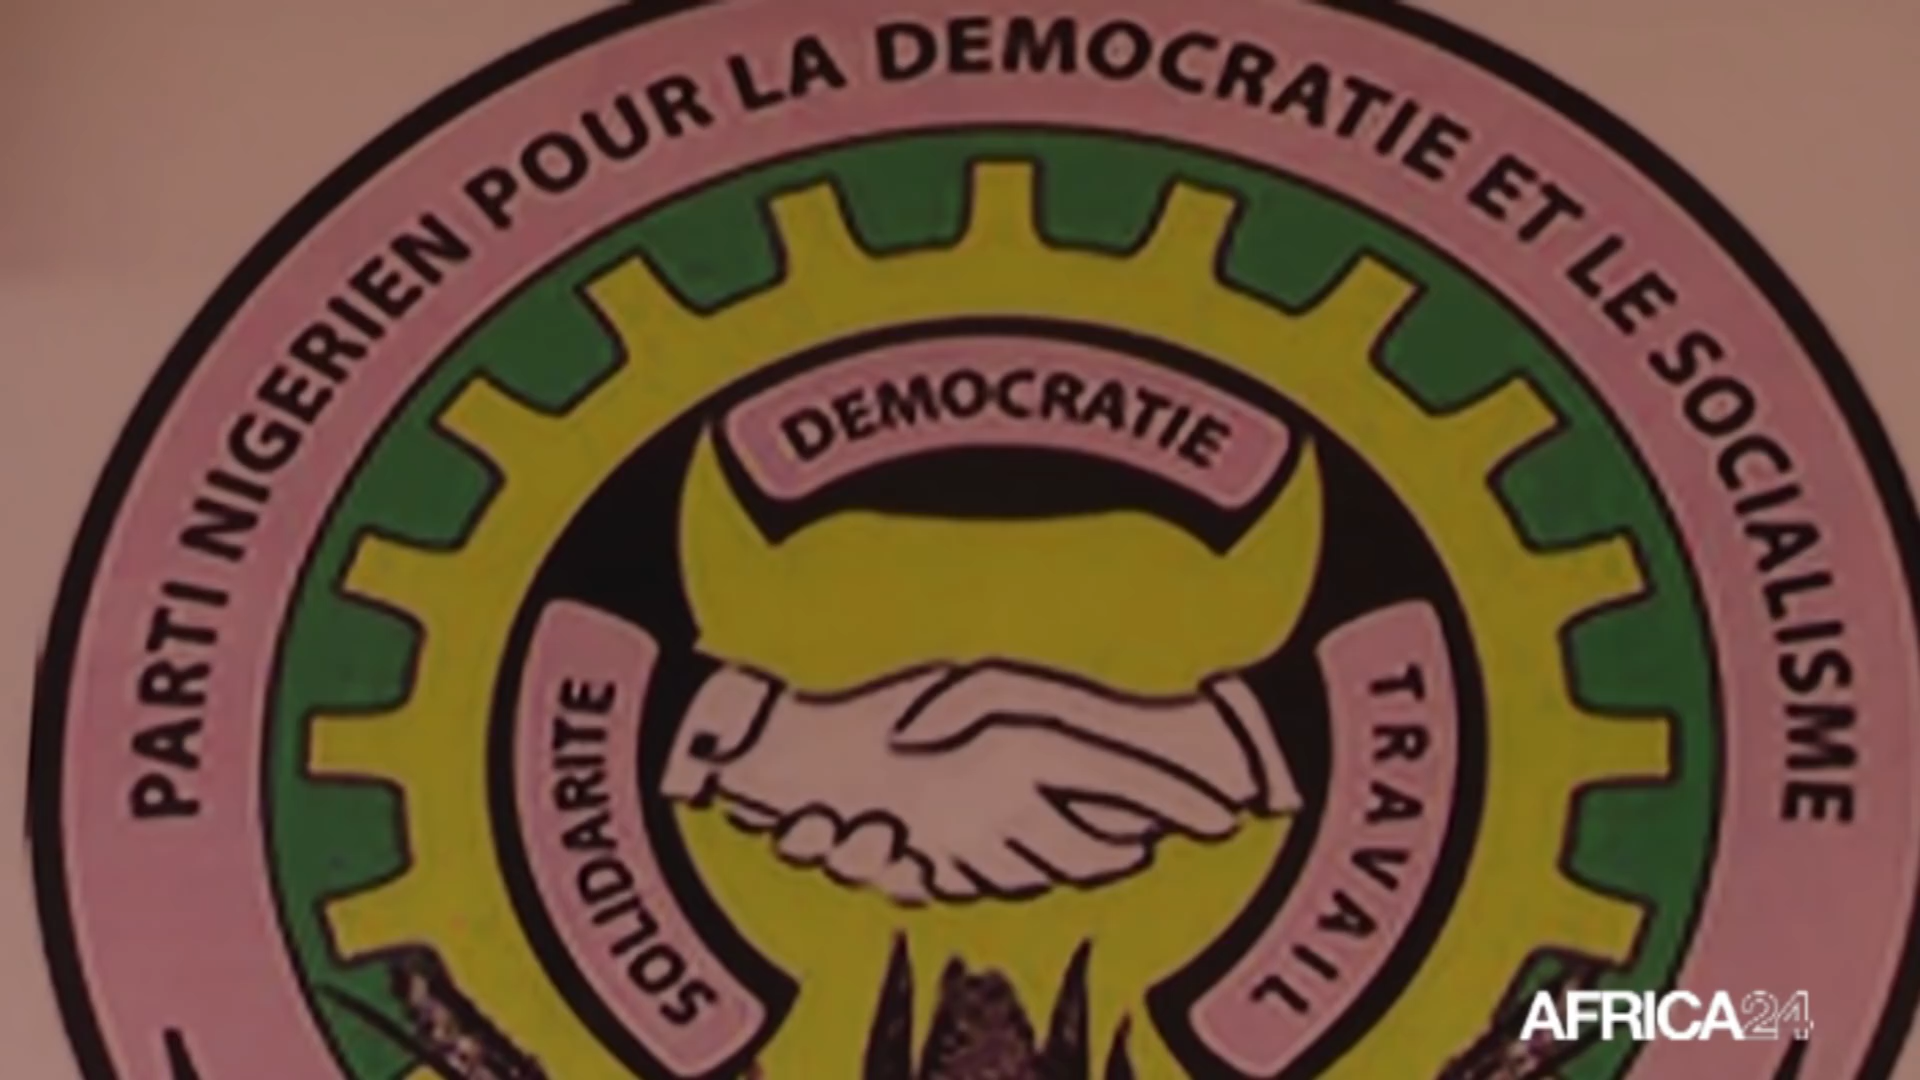 PARTI NIGERIEN POUR LA DEMOCRATIE ET LE SOCIALISME
DEMOCRATIE
SOLIDARITE
TRAVAIL
AFRICA24